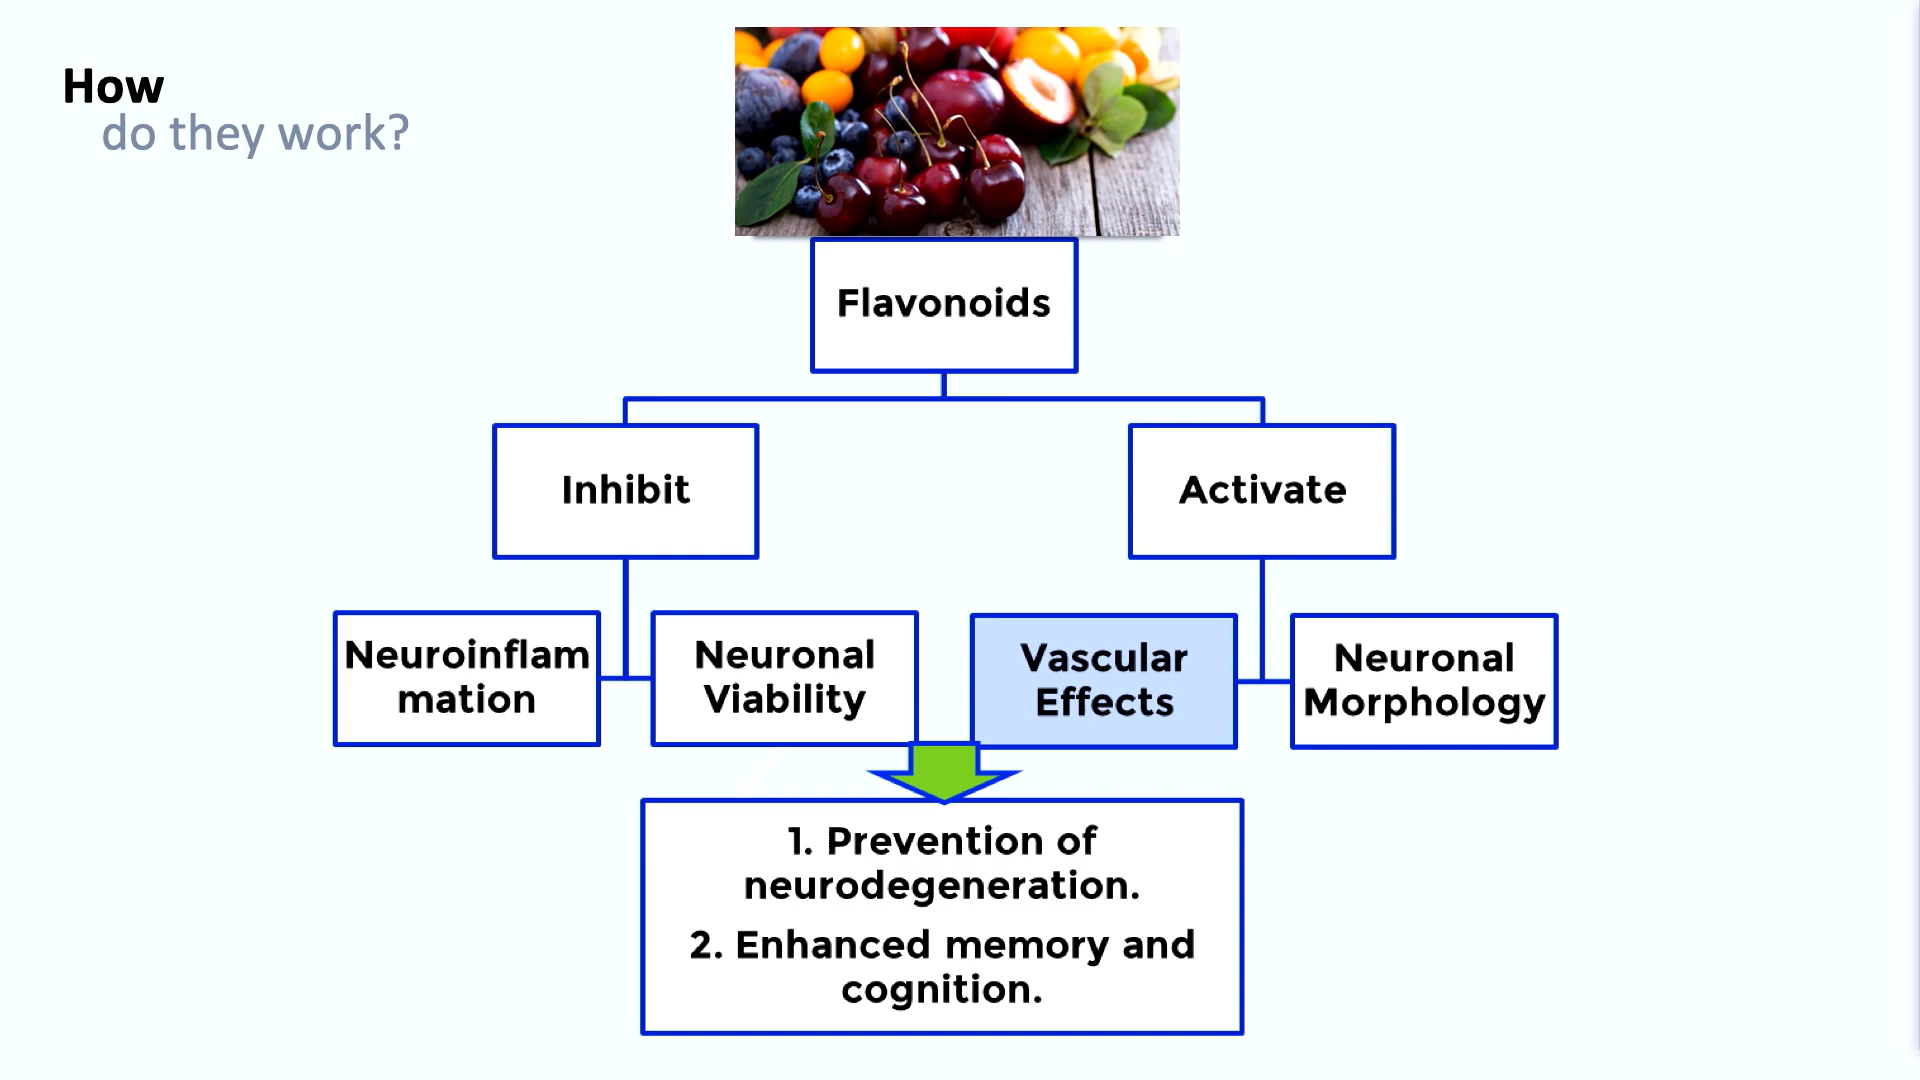 How
do they work?
Flavonoids
Inhibit
Activate
Neuroinflam
mation
Neuronal
Viability
Vascular
Effects
Neuronal
Morphology
1. Prevention of
neurodegeneration.
2. Enhanced memory and
cognition.